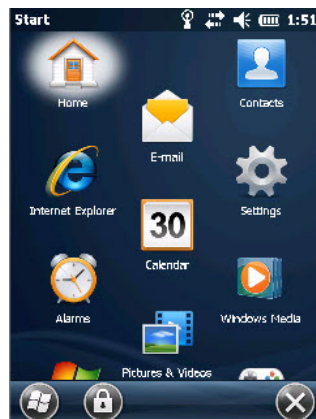 Start 1:51
Home
Contacts
E-mail
Internet Explorer
Settings
30
Calendar
Alarms
Windows Media
Pictures & Videos